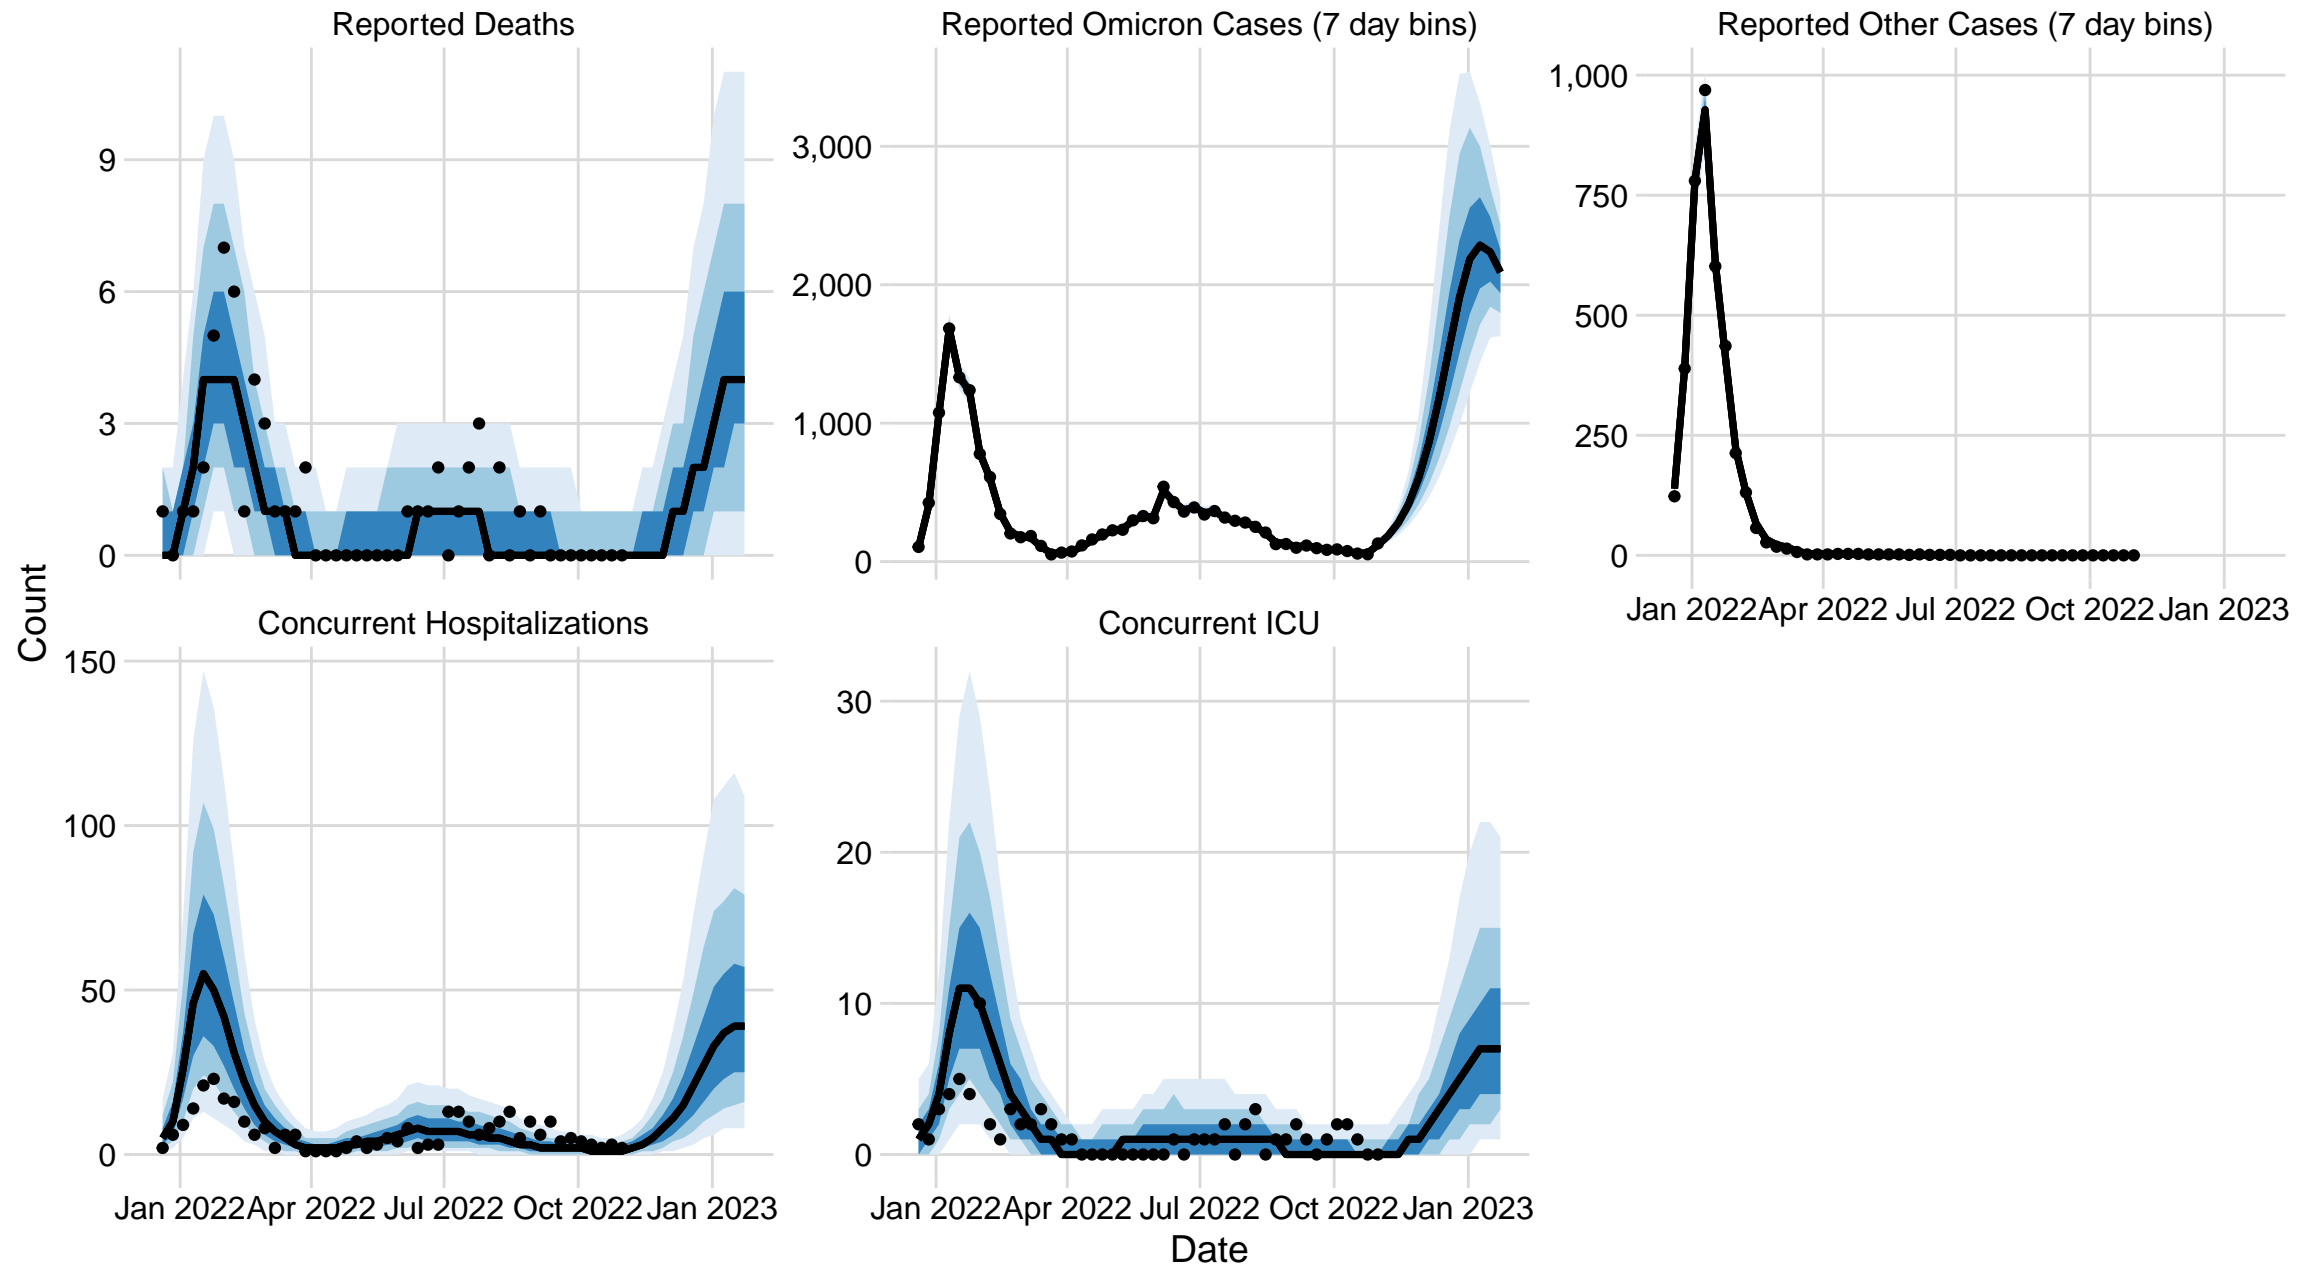 Reported Deaths
Reported Omicron Cases (7 day bins)
Reported Other Cases (7 day bins)
9
6
3
0
3,000
2,000
1,000
0
1,000
750
500
250
0
Jan 2022 Apr 2022 Jul 2022 Oct 2022 Jan 2023
Count
Concurrent Hospitalizations
Concurrent ICU
150
100
50
0
30
20
10
0
Jan 2022 Apr 2022 Jul 2022 Oct 2022 Jan 2023
Jan 2022 Apr 2022 Jul 2022 Oct 2022 Jan 2023
Date